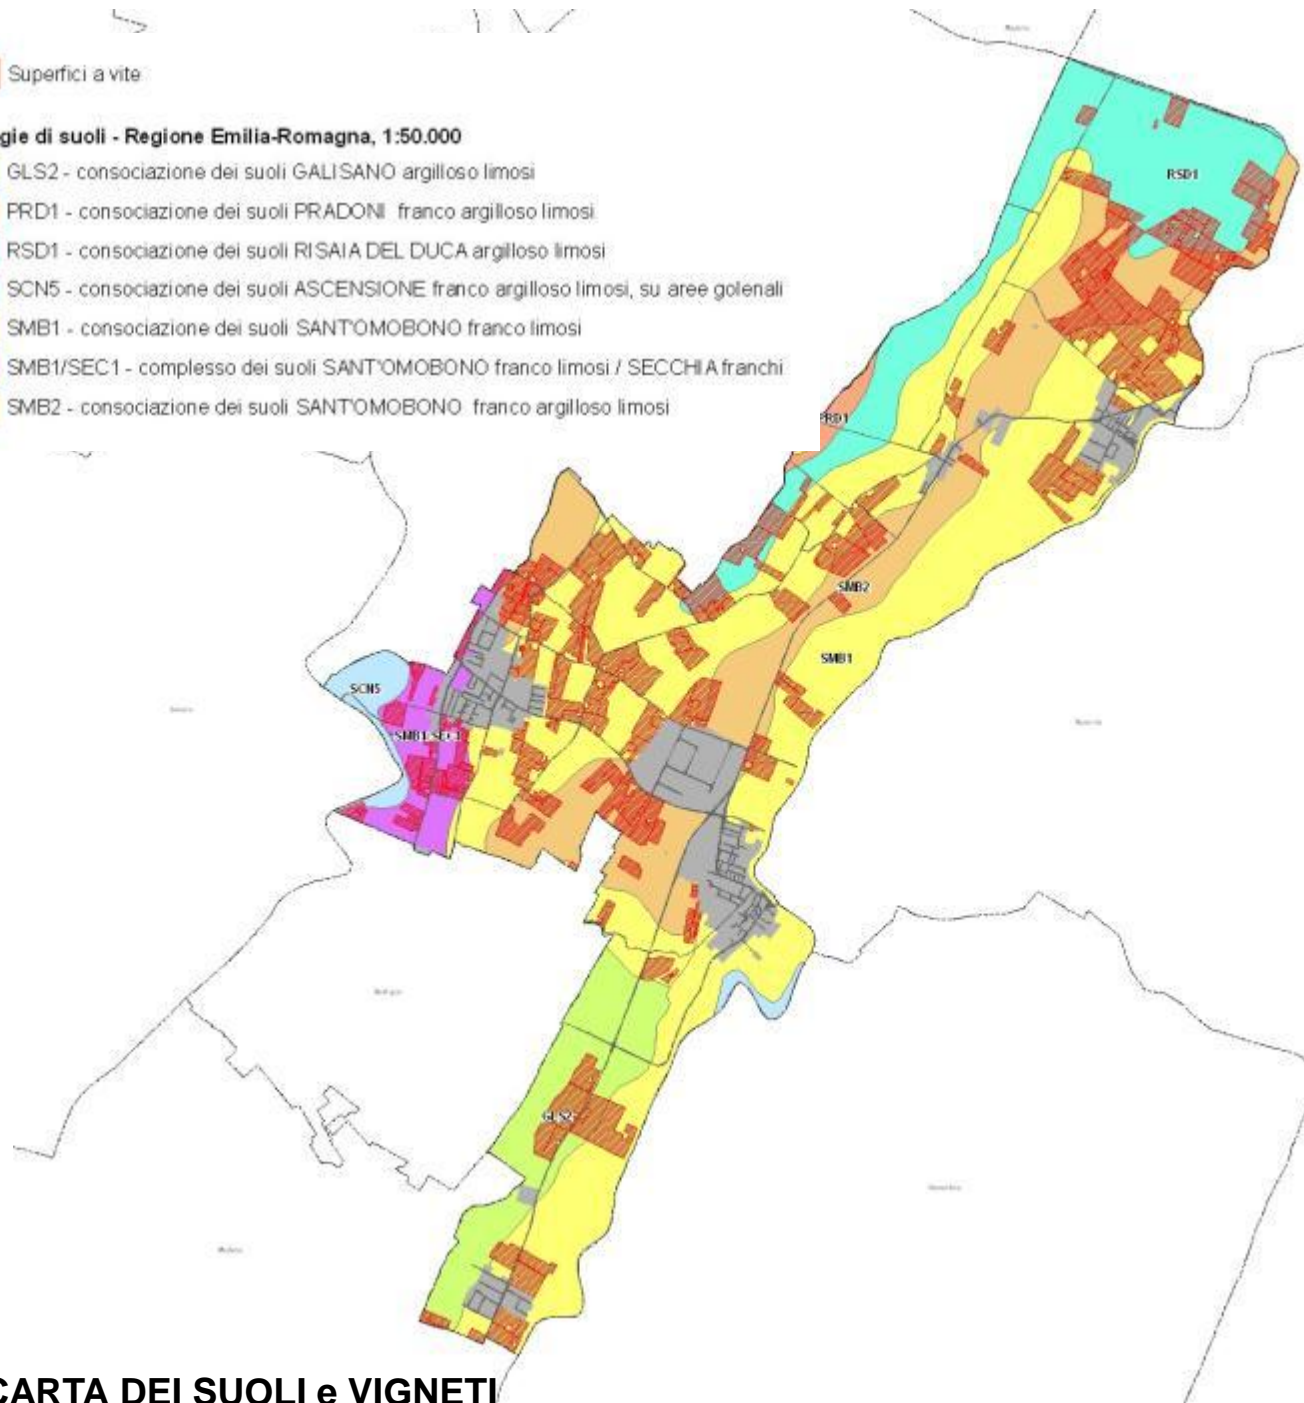 Superfici a vite
gie di suoli - Regione Emilia-Romagna, 1:50.000
GLS2 - consociazione dei suoli GALISANO argilloso limosi
PRD1 - consociazione dei suoli PRADONI franco argilloso limosi
RSD1 - consociazione dei suoli RISAIA DEL DUCA argilloso limosi
SCN5 - consociazione dei suoli ASCENSIONE franco argilloso limosi, su aree golenali
SMB1 - consociazione dei suoli SANT'OMOBONO franco limosi
SMB1/SEC1 - complesso dei suoli SANT'OMOBONO franco limosi / SECCHIA franchi
SMB2 - consociazione dei suoli SANT'OMOBONO franco argilloso limosi
RSD1
PRD1
SMB2
SMB1
SCN5
SMB1/SEC1
GLS2
CARTA DEI SUOLI e VIGNETI